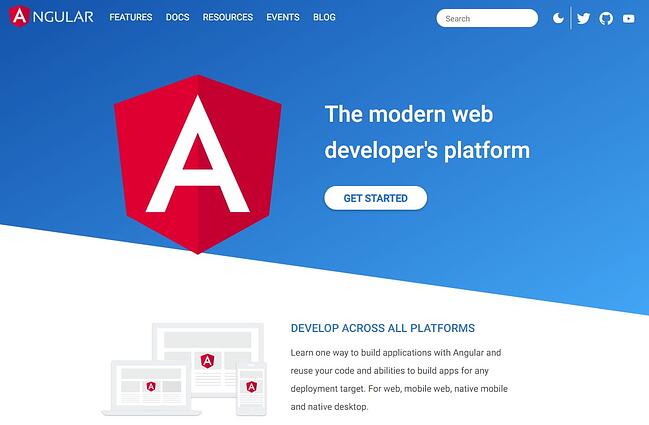 ANGULAR FEATURES DOCS RESOURCES EVENTS BLOG Search
A
The modern web
developer's platform
GET STARTED
DEVELOP ACROSS ALL PLATFORMS
Learn one way to build applications with Angular and
reuse your code and abilities to build apps for any
deployment target. For web, mobile web, native mobile
and native desktop.